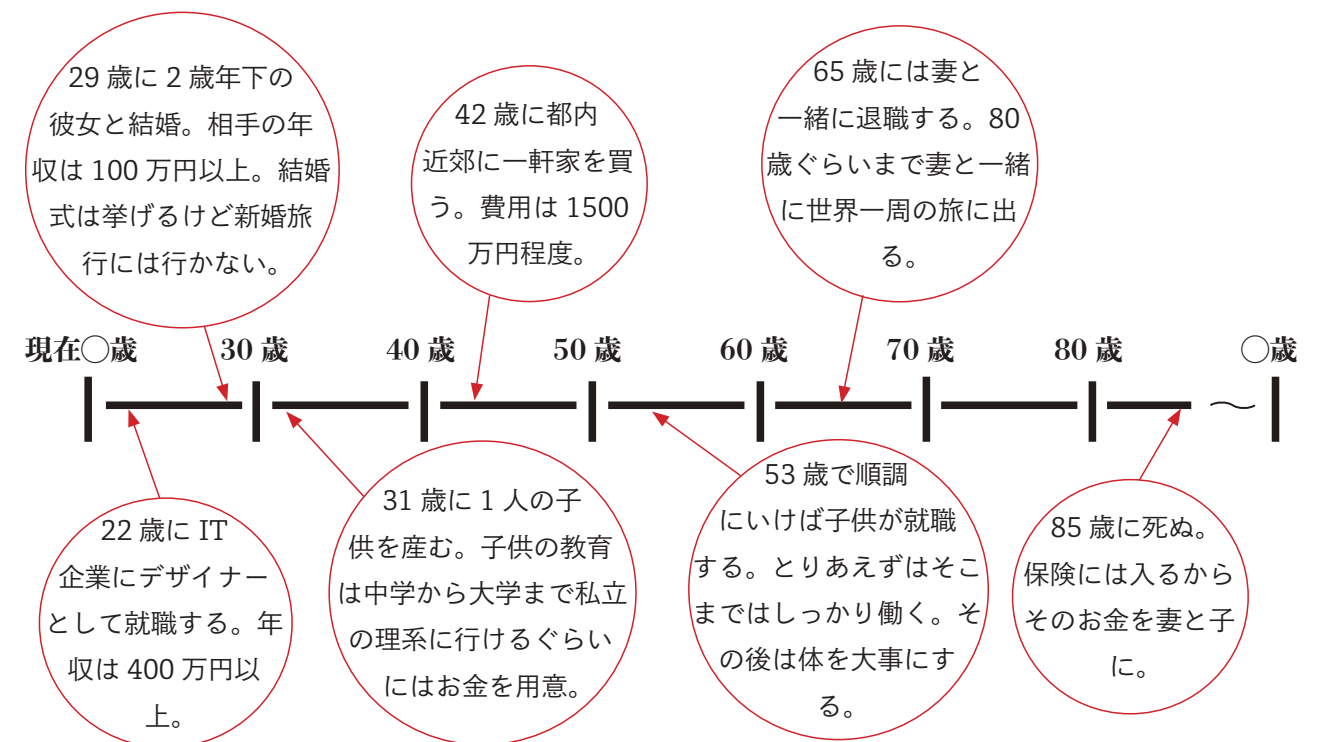 29 歳に 2 歳年下の
彼女と結婚。相手の年
収は 100 万円以上。結婚
式は挙げるけど新婚旅
行には行かない。
42 歳に都内
近郊に一軒家を買
う。費用は 1500
万円程度。
65 歳には妻と
一緒に退職する。80
歳ぐらいまで妻と一緒
に世界一周の旅に出
る。
現在◯歳 30 歳 40 歳 50 歳 60 歳 70 歳 80 歳 ◯歳
〜
22 歳に IT
企業にデザイナー
として就職する。年
収は 400 万円以
上。
31 歳に 1 人の子
供を産む。子供の教育
は中学から大学まで私立
の理系に行けるぐらい
にはお金を用意。
53 歳で順調
にいけば子供が就職
する。とりあえずはそこ
まではしっかり働く。そ
の後は体を大事にす
る。
85 歳に死ぬ。
保険には入るから
そのお金を妻と子
に。